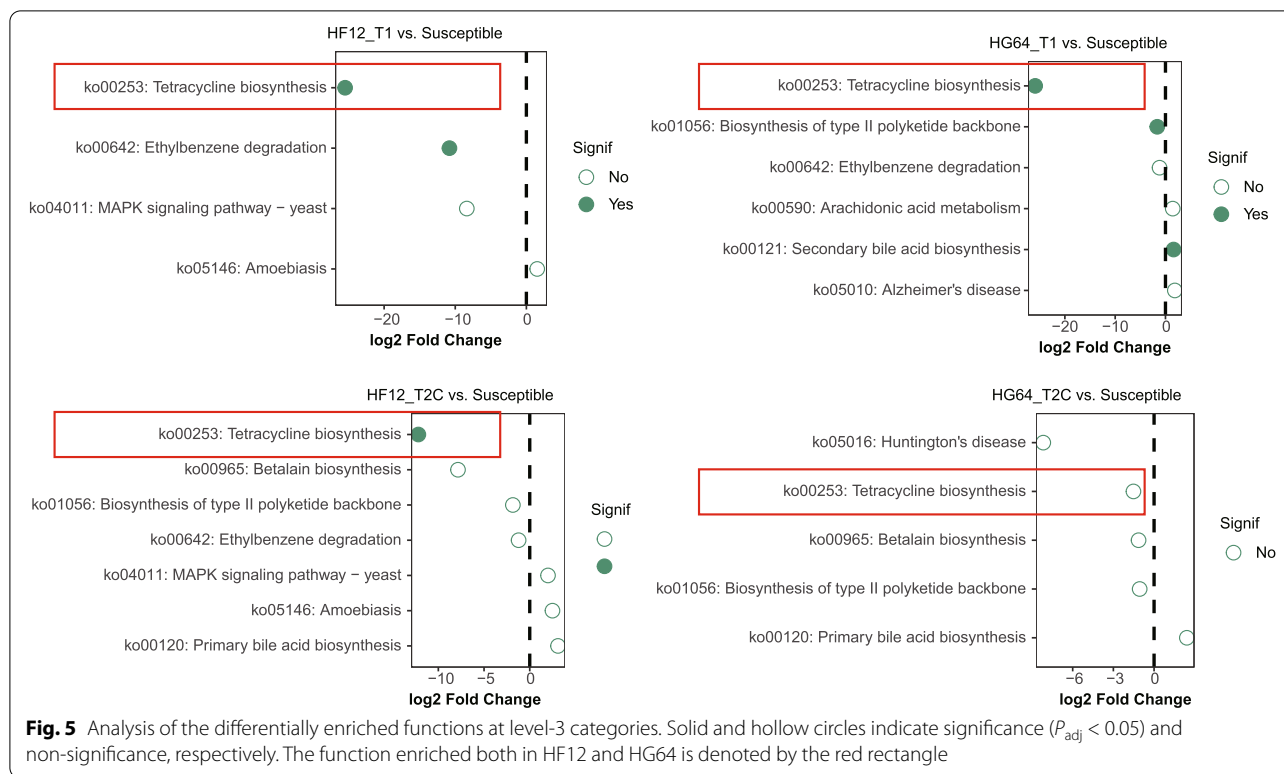 HF12_T1 vs. Susceptible
ko00253: Tetracycline biosynthesis
ko00642: Ethylbenzene degradation
ko04011: MAPK signaling pathway − yeast
ko05146: Amoebiasis
−20 −10 0
log2 Fold Change
Signif
No
Yes
HG64_T1 vs. Susceptible
ko00253: Tetracycline biosynthesis
ko01056: Biosynthesis of type II polyketide backbone
ko00642: Ethylbenzene degradation
ko00590: Arachidonic acid metabolism
ko00121: Secondary bile acid biosynthesis
ko05010: Alzheimer's disease
−20 −10 0
log2 Fold Change
Signif
No
Yes
HF12_T2C vs. Susceptible
ko00253: Tetracycline biosynthesis
ko00965: Betalain biosynthesis
ko01056: Biosynthesis of type II polyketide backbone
ko00642: Ethylbenzene degradation
ko04011: MAPK signaling pathway − yeast
ko05146: Amoebiasis
ko00120: Primary bile acid biosynthesis
−10 −5 0
log2 Fold Change
Signif
HG64_T2C vs. Susceptible
ko05016: Huntington's disease
ko00253: Tetracycline biosynthesis
ko00965: Betalain biosynthesis
ko01056: Biosynthesis of type II polyketide backbone
ko00120: Primary bile acid biosynthesis
−6 −3 0
log2 Fold Change
Signif
No
Fig. 5 Analysis of the differentially enriched functions at level-3 categories. Solid and hollow circles indicate significance (Padj < 0.05) and
non-significance, respectively. The function enriched both in HF12 and HG64 is denoted by the red rectangle